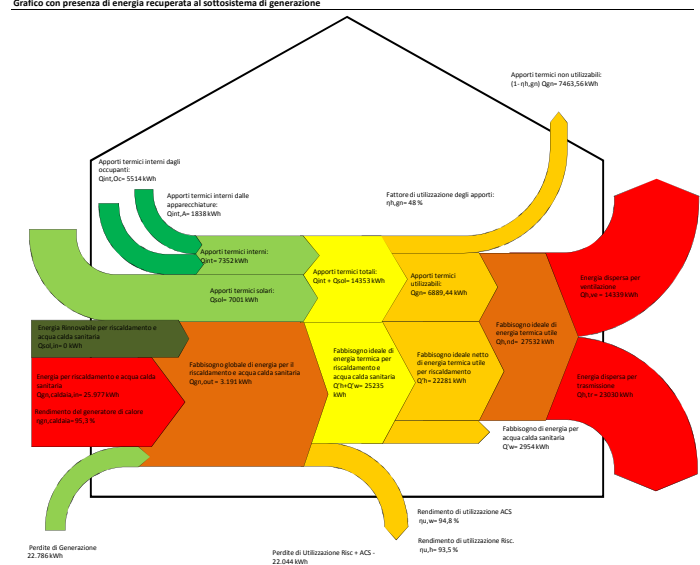 Grafico con presenza di energia recuperata al sottosistema di generazione
Apporti termici non utilizzabili:
(1- ηh,gn) Qgn= 7463,56 kWh
Apporti termici interni dagli
occupanti:
Qint,Oc= 5514 kWh
Apporti termici interni dalle
apparecchiature:
Qint,A= 1838 kWh
Fattore di utilizzazione degli apporti:
ηh,gn= 48 %
Apporti termici interni:
Qint= 7352 kWh
Apporti termici totali:
Qint + Qsol= 14353 kWh
Apporti termici
utilizzabili:
Qgn= 6889,44 kWh
Energia dispersa per
ventilazione
Qh,ve = 14339 kWh
Apporti termici solari:
Qsol= 7001 kWh
Energia Rinnovabile per riscaldamento e
acqua calda sanitaria
Qsol,in= 0 kWh
Fabbisogno ideale di
energia termica utile
Qh,nd= 27532 kWh
Fabbisogno globale di energia per il
riscaldamento e acqua calda sanitaria
Qgn,out = 3.191 kWh
Fabbisogno ideale di
energia termica per
riscaldamento e
acqua calda sanitaria
Q'h+Q'w= 25235
kWh
Fabbisogno ideale netto
di energia termica utile
per riscaldamento
Q'h= 22281 kWh
Energia per riscaldamento e acqua calda
sanitaria
Qgn,caldaia,in= 25.977 kWh
Rendimento del generatore di calore
ηgn,caldaia= 95,3 %
Energia dispersa per
trasmissione
Qh,tr = 23030 kWh
Fabbisogno di energia per
acqua calda sanitaria
Q'w= 2954 kWh
Rendimento di utilizzazione ACS
ηu,w= 94,8 %
Rendimento di utilizzazione Risc.
ηu,h= 93,5 %
Perdite di Generazione
22.786 kWh
Perdite di Utilizzazione Risc + ACS -
22.044 kWh